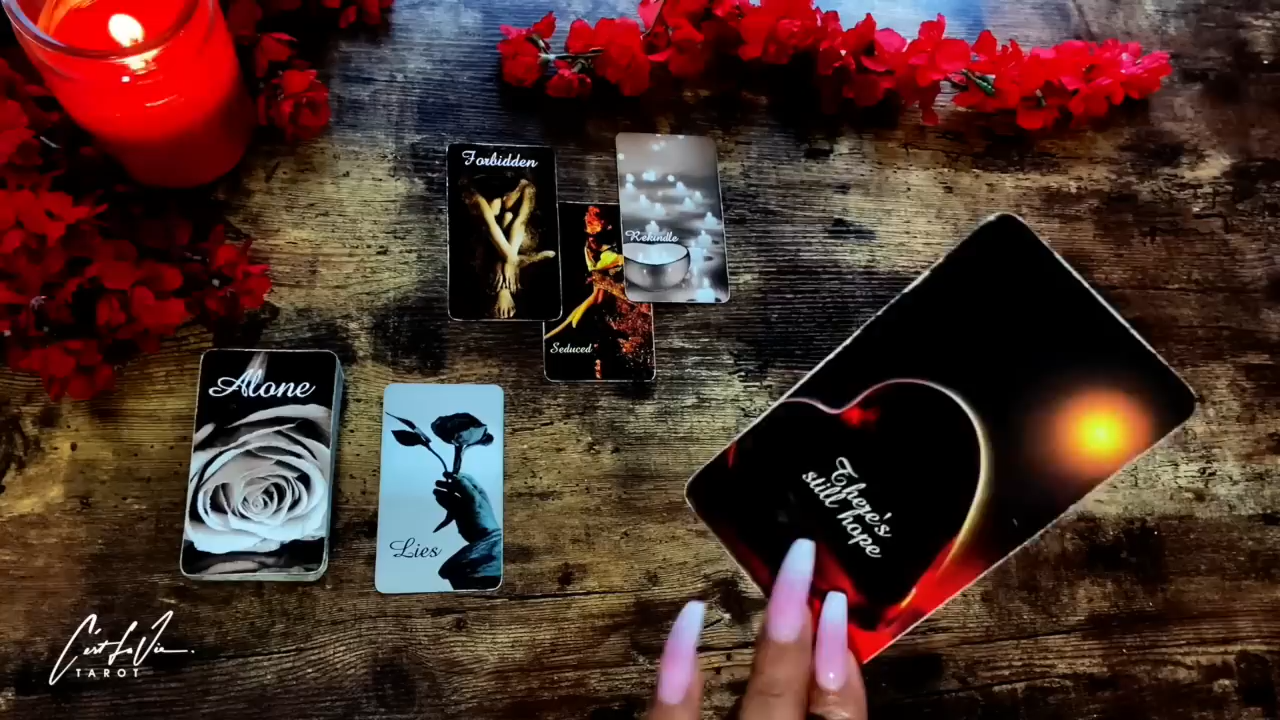 Forbidden
Rekindle
Seduced
Alone
Lies
There's
still hope
C'est La Vie
TAROT